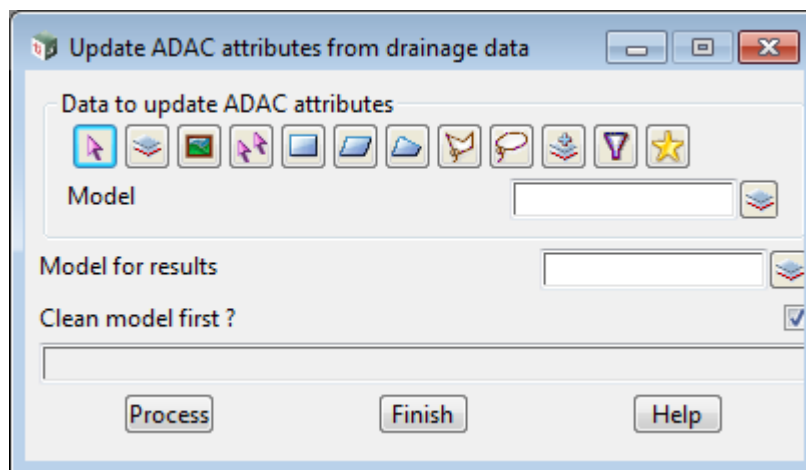 Update ADAC attributes from drainage data
Data to update ADAC attributes
Model
Model for results
Clean model first ?
Process Finish Help